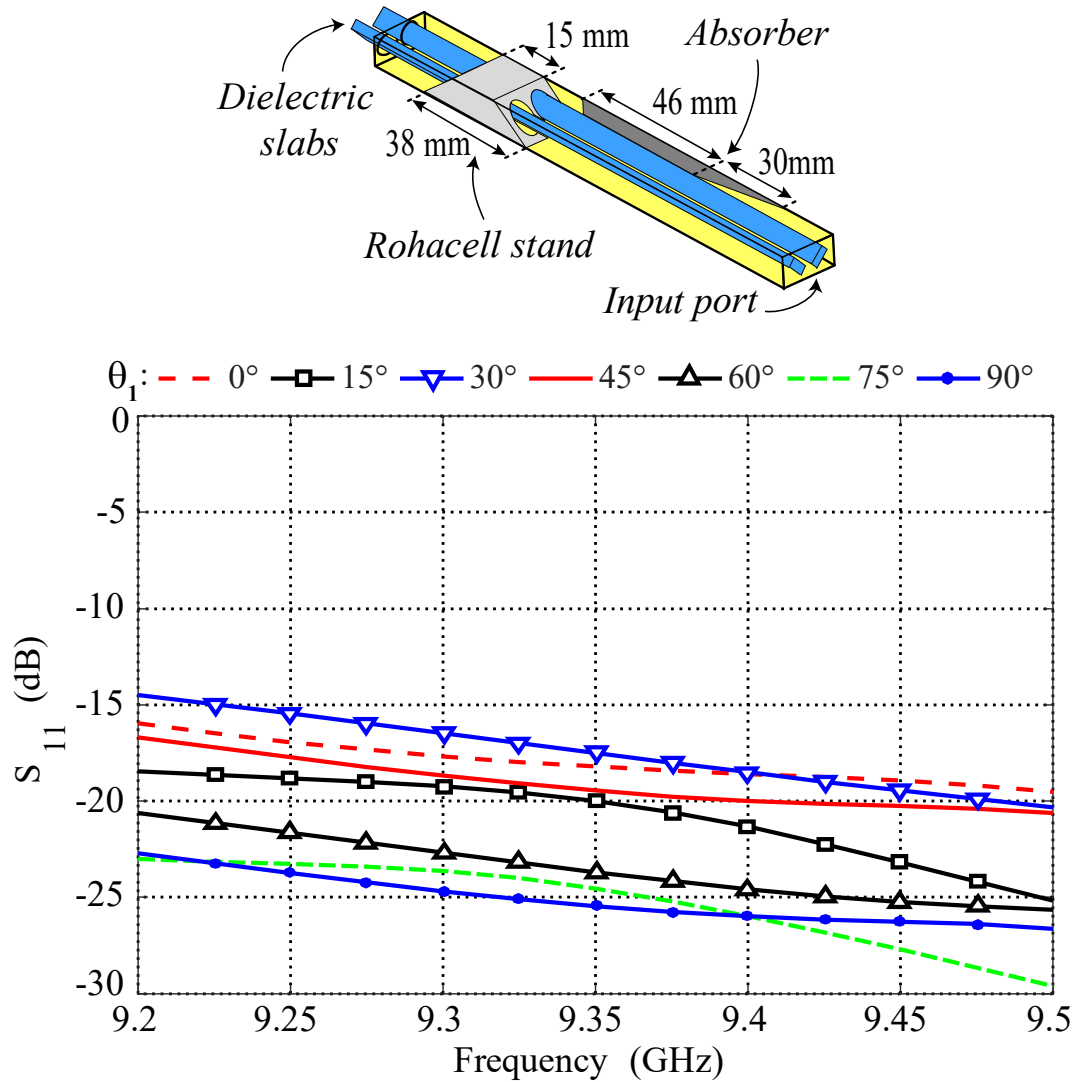 15 mm
Absorber
46 mm
30mm
Dielectric
slabs
38 mm
Rohacell stand
Input port
θ₁: 0° 15° 30° 45° 60° 75° 90°
0
-5
-10
-15
-20
-25
-30
S₁₁ (dB)
9.2 9.25 9.3 9.35 9.4 9.45 9.5
Frequency (GHz)